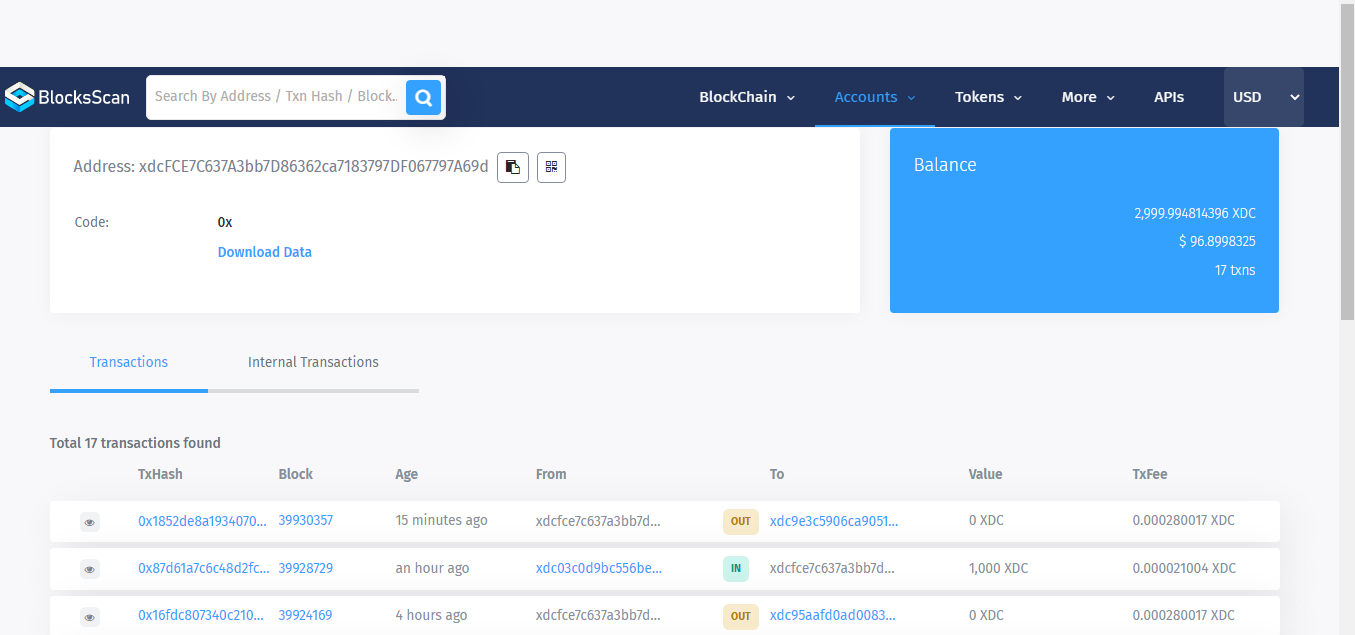 BlocksScan
Search By Address / Txn Hash / Block..
BlockChain
Accounts
Tokens
More
APIs
USD
Address: xdcFCE7C637A3bb7D86362ca7183797DF067797A69d
Code:
0x
Download Data
Balance
2,999.994814396 XDC
$ 96.8998325
17 txns
Transactions
Internal Transactions
Total 17 transactions found
TxHash Block Age From To Value TxFee
0x1852de8a1934070... 39930357 15 minutes ago xdcfce7c637a3bb7d... OUT xdc9e3c5906ca9051... 0 XDC 0.000280017 XDC
0x87d61a7c6c48d2fc... 39928729 an hour ago xdc03c0d9bc556be... IN xdcfce7c637a3bb7d... 1,000 XDC 0.000021004 XDC
0x16fdc807340c210... 39924169 4 hours ago xdcfce7c637a3bb7d... OUT xdc95aafd0ad0083... 0 XDC 0.000280017 XDC